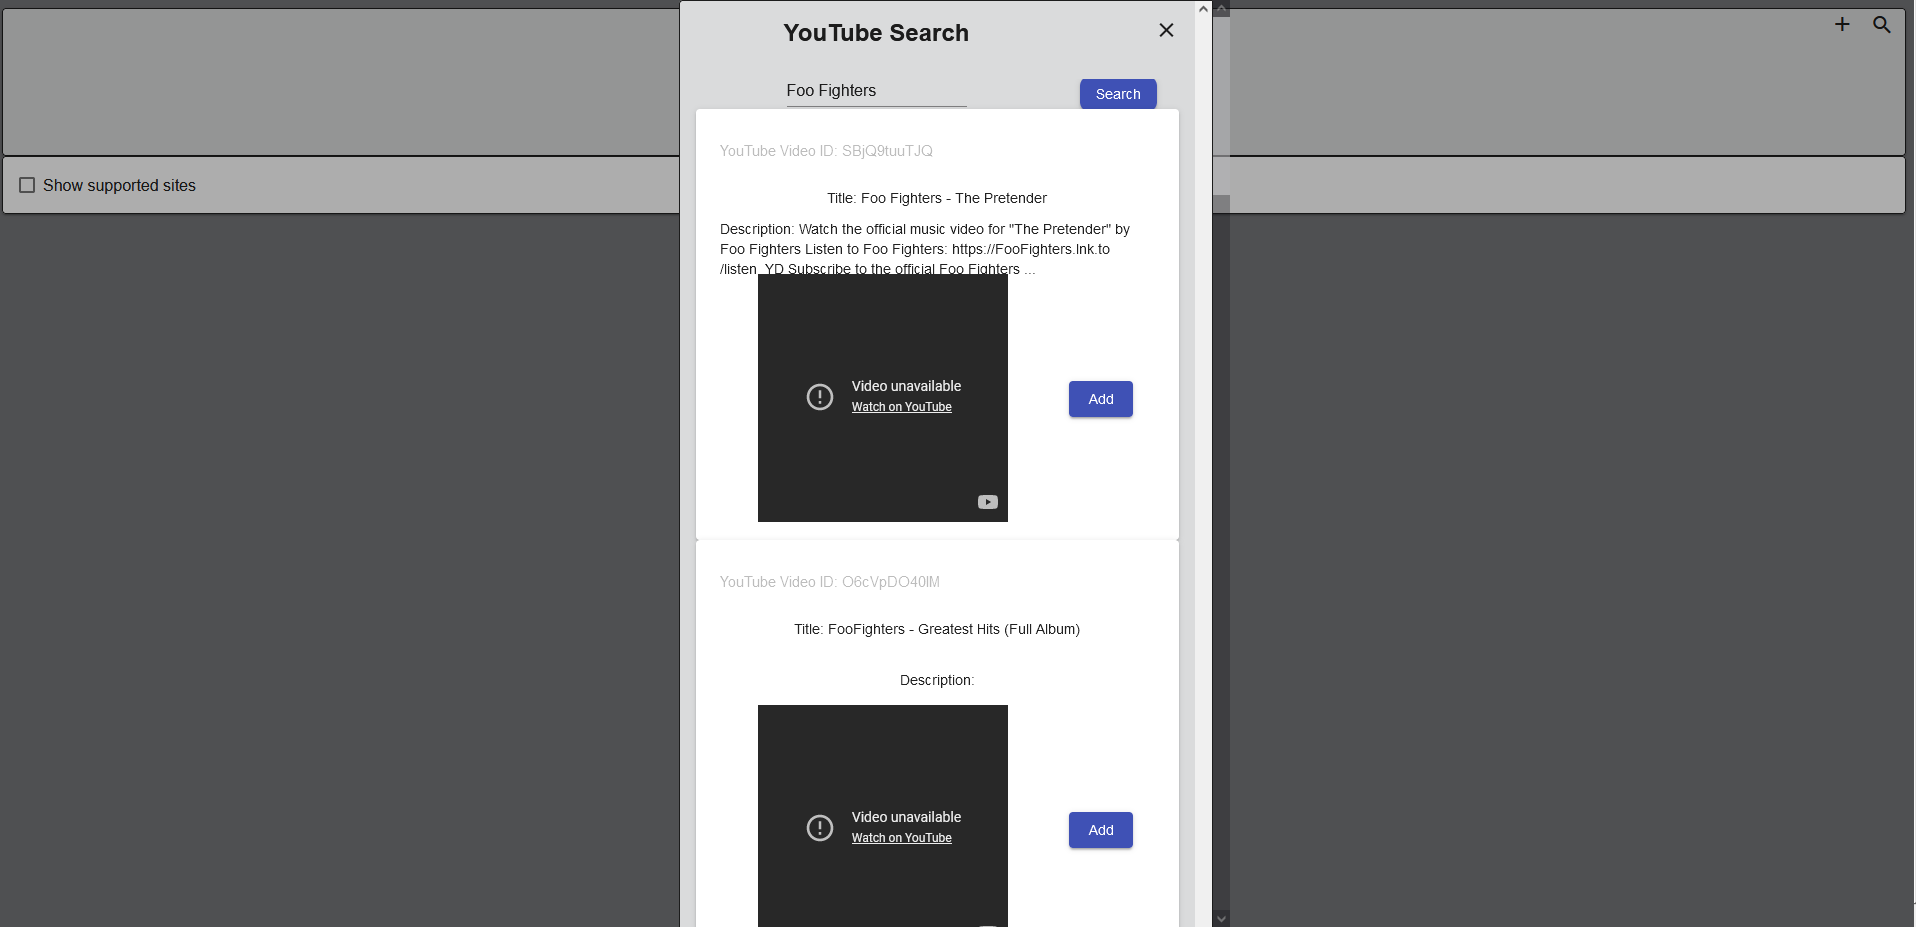 YouTube Search
Foo Fighters
Search
Show supported sites
YouTube Video ID: SBjQ9tuuTJQ
Title: Foo Fighters - The Pretender
Description: Watch the official music video for "The Pretender" by
Foo Fighters Listen to Foo Fighters: https://FooFighters.lnk.to
/listen_YD Subscribe to the official Foo Fighters ...
Video unavailable
Watch on YouTube
Add
YouTube Video ID: O6cVpDO40lM
Title: FooFighters - Greatest Hits (Full Album)
Description:
Video unavailable
Watch on YouTube
Add